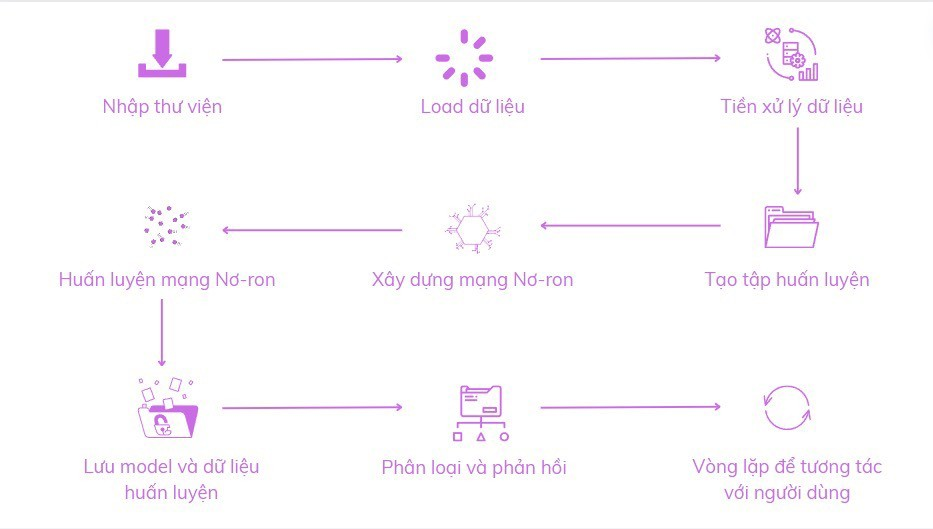 Nhập thư viện
Load dữ liệu
Tiền xử lý dữ liệu
Huấn luyện mạng Nơ-ron
Xây dựng mạng Nơ-ron
Tạo tập huấn luyện
Lưu model và dữ liệu
huấn luyện
Phân loại và phản hồi
Vòng lặp để tương tác
với người dùng